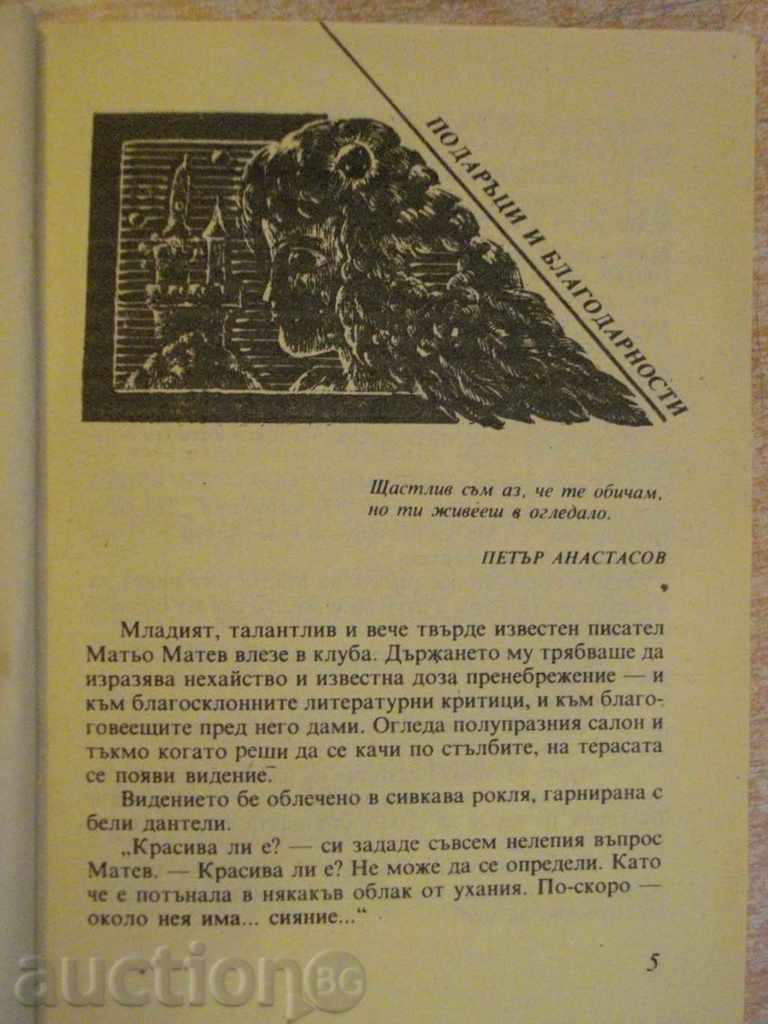 ПОДАРЪЦИ И БЛАГОДАРНОСТИ
Щастлив съм аз, че те обичам,
но ти живееш в огледало.
ПЕТЪР АНАСТАСОВ
Младият, талантлив и вече твърде известен писател
Матьо Матев влезе в клуба. Държането му трябваше да
изразява нехайство и известна доза пренебрежение — и
към благосклонните литературни критици, и към благо-
говеещите пред него дами. Огледа полупразния салон и
тъкмо когато реши да се качи по стълбите, на терасата
се появи видение.
Видението бе облечено в сивкава рокля, гарнирана с
бели дантели.
„Красива ли е? — си зададе съвсем нелепия въпрос
Матев. — Красива ли е? Не може да се определи. Като
че е потънала в някакъв облак от ухания. По-скоро —
около нея има... сияние...“
5
auctionBG